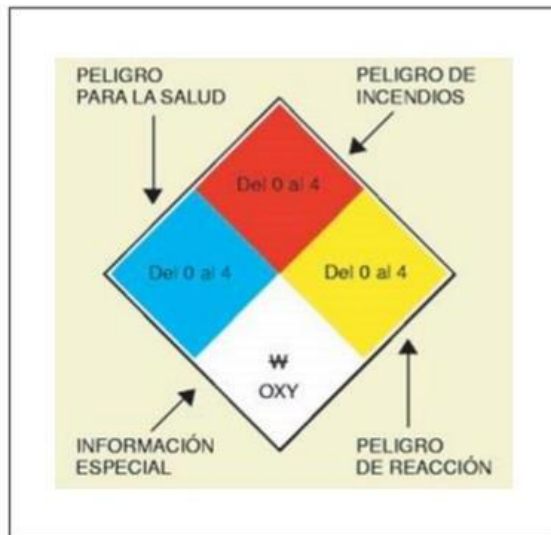 PELIGRO
PARA LA SALUD
PELIGRO DE
INCENDIOS
Del 0 al 4
Del 0 al 4
Del 0 al 4
W
OXY
INFORMACIÓN
ESPECIAL
PELIGRO
DE REACCIÓN